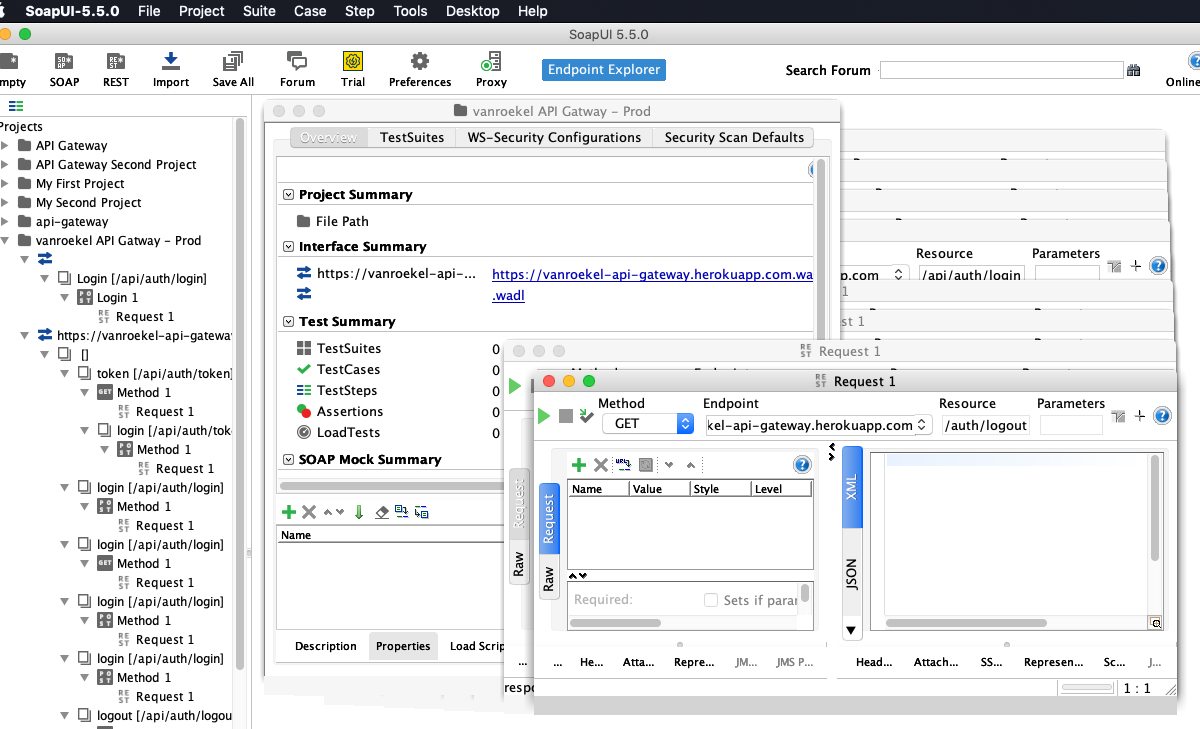 SoapUI-5.5.0 File Project Suite Case Step Tools Desktop Help
SoapUI 5.5.0
mpty SOAP REST Import Save All Forum Trial Preferences Proxy Endpoint Explorer Search Forum Online
Projects
API Gateway
API Gateway Second Project
My First Project
My Second Project
api-gateway
vanroekel API Gatway – Prod
Login [/api/auth/login]
Login 1
Request 1
https://vanroekel-api-gatew
[]
token [/api/auth/token]
Method 1
Request 1
login [/api/auth/tok
Method 1
Request 1
login [/api/auth/login]
Method 1
Request 1
login [/api/auth/login]
Method 1
Request 1
login [/api/auth/login]
Method 1
Request 1
login [/api/auth/login]
Method 1
Request 1
logout [/api/auth/logou
vanroekel API Gatway – Prod
Overview TestSuites WS-Security Configurations Security Scan Defaults
Project Summary
File Path
Interface Summary
https://vanroekel-api-... https://vanroekel-api-gateway.herokuapp.com.wa
.wadl
Test Summary
TestSuites 0
TestCases 0
TestSteps 0
Assertions 0
LoadTests 0
SOAP Mock Summary
Name
Description Properties Load Scrip
Resource Parameters
p.com /api/auth/login
1
st 1
Request 1
Request
Raw
...
resp
Request 1
Method Endpoint Resource Parameters
GET kel-api-gateway.herokuapp.com /auth/logout
Request
Raw
Name Value Style Level
Required: Sets if parar
XML
JSON
... He... Atta... Repre... JM... JMS P...
Head... Attach... SS... Represen... Sc... J...
1 : 1